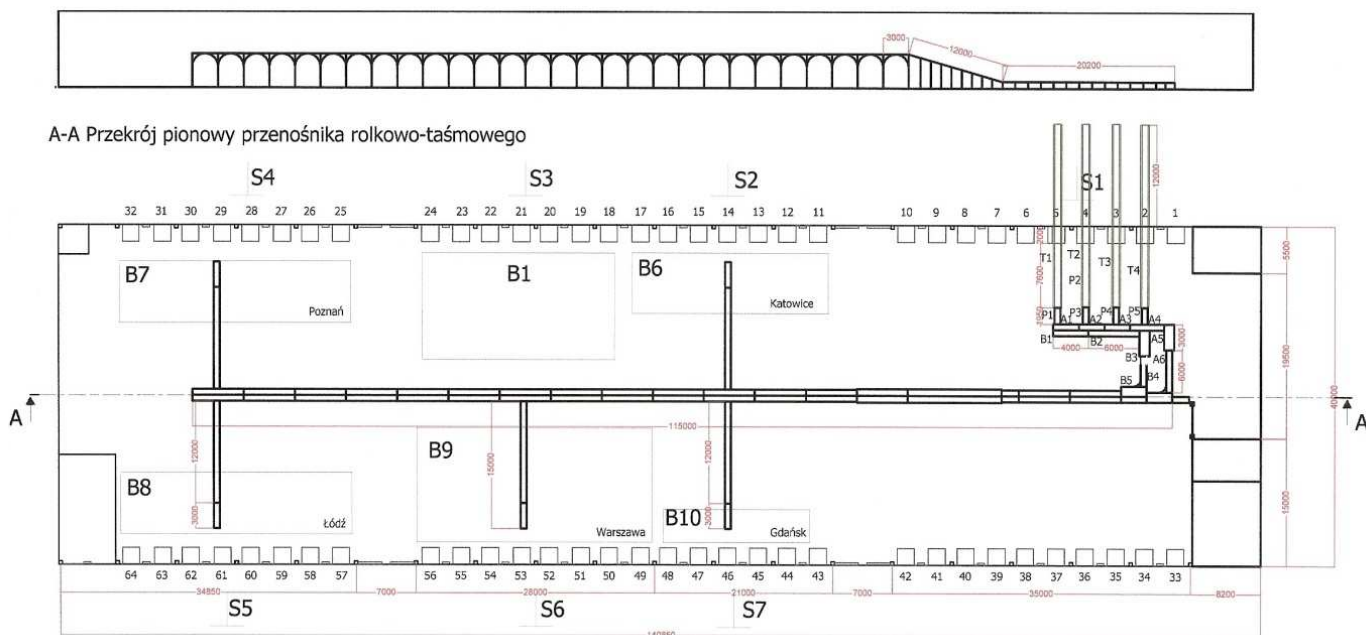 3000
12000
20200
A-A Przekrój pionowy przenośnika rolkowo-taśmowego
S4 S3 S2 S1
12000
32 31 30 29 28 27 26 25 24 23 22 21 20 19 18 17 16 15 14 13 12 11 10 9 8 7 6 5 4 3 2 1
B7 B1 B6 T1 T2 T3 T4
P2
7600
5500
Poznań Katowice
P1 A1 P3 A2 P4 A3 P5 A4
B1 B2 A5 3000
4000 6000
B3 A6
6000
B5 B4
19500
A A
115000
12000 15000 12000
B9
B8
3000 3000
B10
Łódź Warszawa Gdańsk
15000
64 63 62 61 60 59 58 57 56 55 54 53 52 51 50 49 48 47 46 45 44 43 42 41 40 39 38 37 36 35 34 33
34850 7000 28000 21000 7000 35000 8200
S5 S6 S7